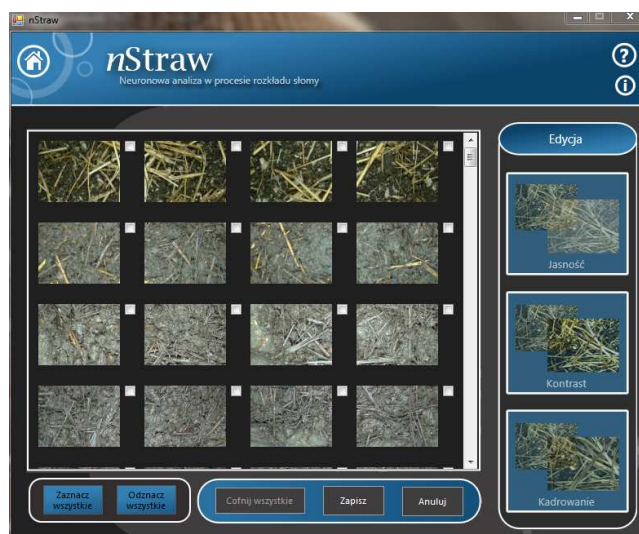 nStraw
nStraw
Neuronowa analiza w procesie rozkładu słomy
Edycja
Jasność
Kontrast
Kadrowanie
Zaznacz
wszystkie
Odznacz
wszystkie
Cofnij wszystkie
Zapisz
Anuluj